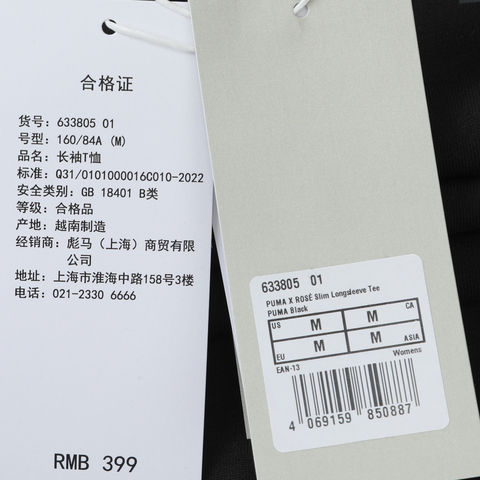 合格证
货号: 633805 01
号型: 160/84A (M)
品名: 长袖T恤
标准: Q31/0101000016C010-2022
安全类别: GB 18401 B类
等级: 合格品
产地: 越南制造
经销商: 彪马（上海）商贸有限
公司
地址: 上海市淮海中路158号3楼
电话: 021-2330 6666
RMB 399
633805 01
PUMA X ROSÉ Slim Longsleeve Tee
PUMA Black
US M M CA
EU M M ASIA
Womens
EAN-13
4 069159 850887